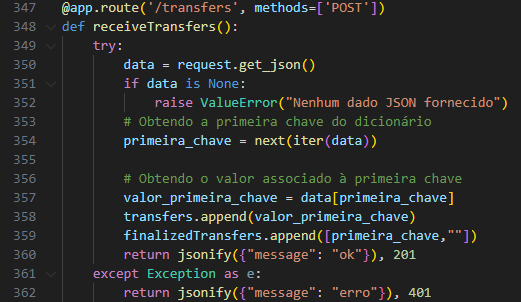 347 @app.route('/transfers', methods=['POST'])
348 def receiveTransfers():
349     try:
350         data = request.get_json()
351         if data is None:
352             raise ValueError("Nenhum dado JSON fornecido")
353         # Obtendo a primeira chave do dicionário
354         primeira_chave = next(iter(data))
355
356         # Obtendo o valor associado à primeira chave
357         valor_primeira_chave = data[primeira_chave]
358         transfers.append(valor_primeira_chave)
359         finalizedTransfers.append([primeira_chave,""])
360         return jsonify({"message": "ok"}), 201
361     except Exception as e:
362         return jsonify({"message": "erro"}), 401